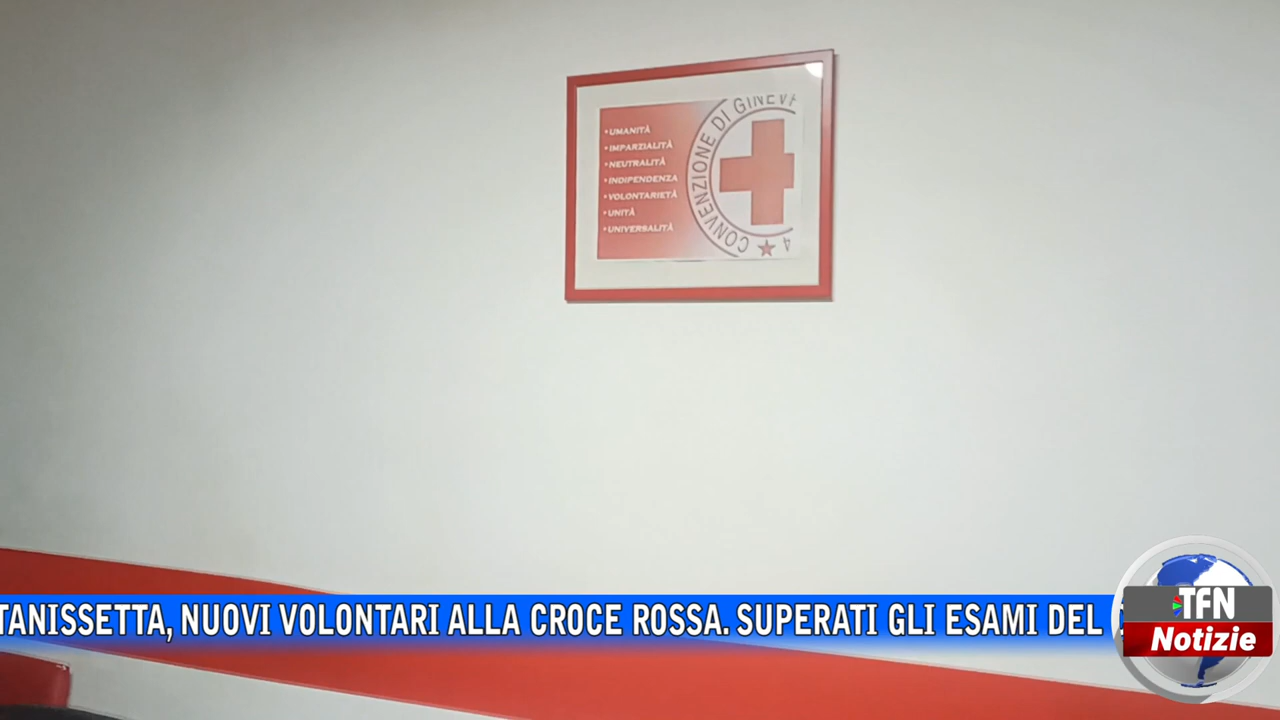 • UMANITÀ
• IMPARZIALITÀ
• NEUTRALITÀ
• INDIPENDENZA
• VOLONTARIETÀ
• UNITÀ
• UNIVERSALITÀ
CONVENZIONE DI
TANISSETTA, NUOVI VOLONTARI ALLA CROCE ROSSA. SUPERATI GLI ESAMI DEL
TFN
Notizie